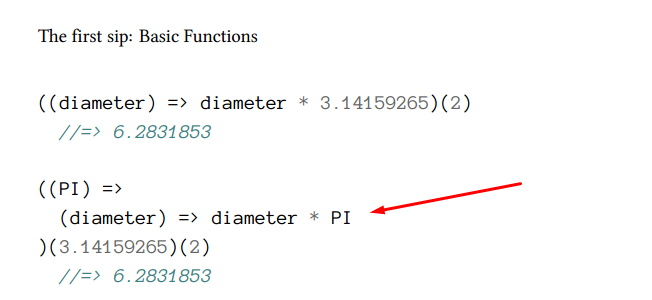 The first sip: Basic Functions
((diameter) => diameter * 3.14159265)(2)
//=> 6.2831853
((PI) =>
(diameter) => diameter * PI
)(3.14159265)(2)
//=> 6.2831853